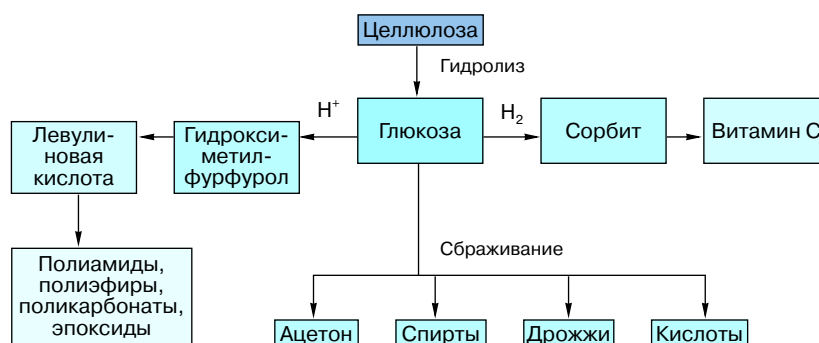 Целлюлоза
Гидролиз
H⁺
Глюкоза
H₂
Сорбит
Витамин С
Левули-
новая
кислота
Гидрокси-
метил-
фурфурол
Полиамиды,
полиэфиры,
поликарбонаты,
эпоксиды
Сбраживание
Ацетон
Спирты
Дрожжи
Кислоты